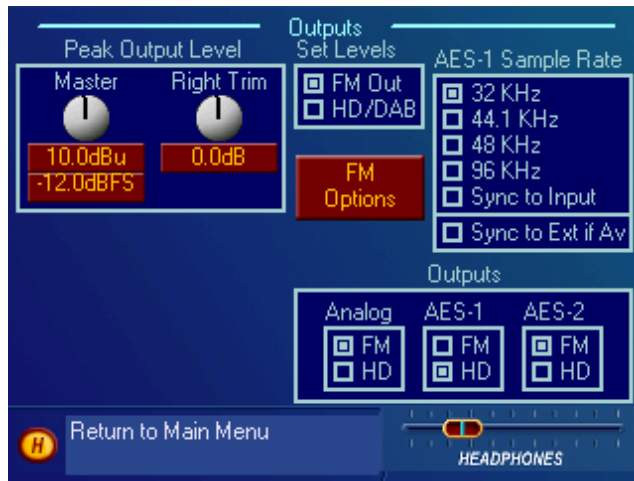 Outputs
Peak Output Level
Master
Right Trim
10.0dBu
-12.0dBFS
0.0dB
Set Levels
FM Out
HD/DAB
FM
Options
AES-1 Sample Rate
32 KHz
44.1 KHz
48 KHz
96 KHz
Sync to Input
Sync to Ext if Av
Outputs
Analog
FM
HD
AES-1
FM
HD
AES-2
FM
HD
H
Return to Main Menu
HEADPHONES